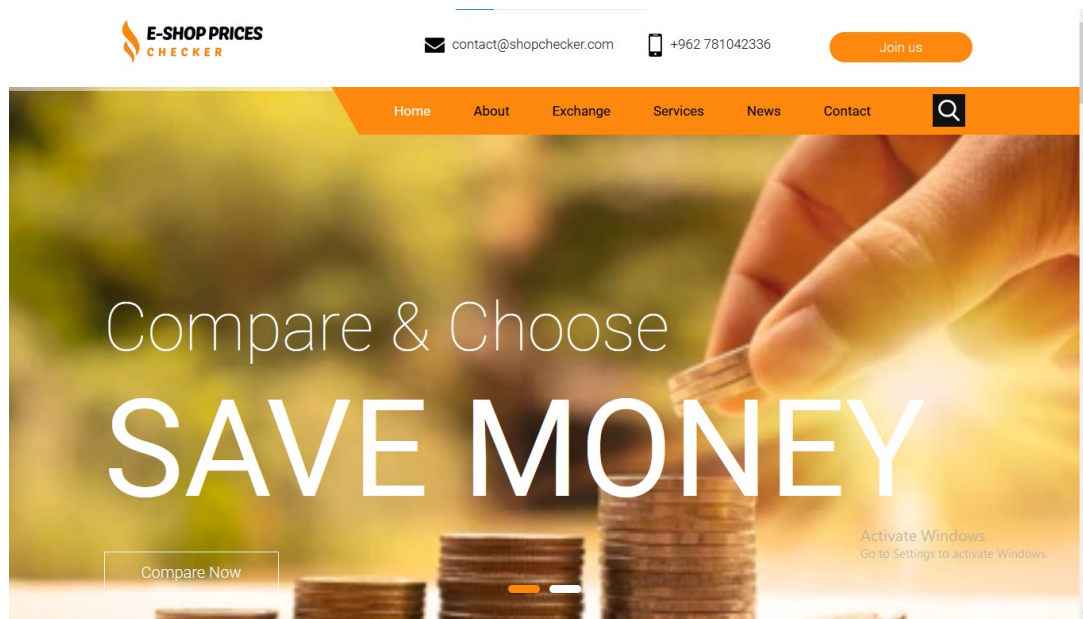 E-SHOP PRICES
CHECKER
contact@shopchecker.com
+962 781042336
Join us
Home About Exchange Services News Contact
Compare & Choose
SAVE MONEY
Compare Now
Activate Windows
Go to Settings to activate Windows.